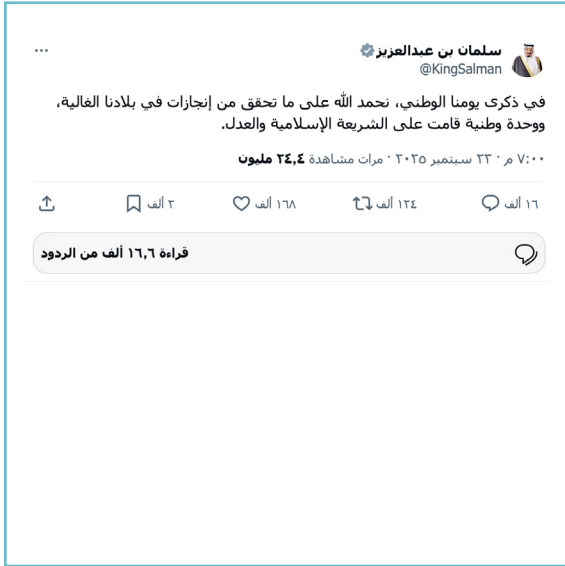 سلمان بن عبدالعزيز
@KingSalman
في ذكرى يومنا الوطني، نحمد الله على ما تحقق من إنجازات في بلادنا الغالية،
ووحدة وطنية قامت على الشريعة الإسلامية والعدل.
٧:٠٠ م · ٢٣ سبتمبر ٢٠٢٥ · مرات مشاهدة ٢٤,٤ مليون
١٦ ألف ١٢٤ ألف ١٦٨ ألف ٢ ألف
قراءة ١٦,٦ ألف من الردود